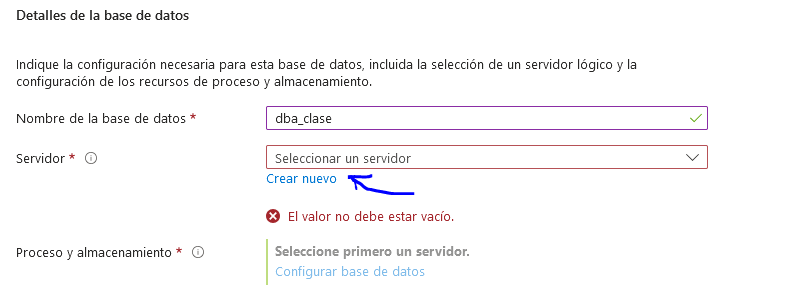 Detalles de la base de datos
Indique la configuración necesaria para esta base de datos, incluida la selección de un servidor lógico y la
configuración de los recursos de proceso y almacenamiento.
Nombre de la base de datos * dba_clase
Servidor * Seleccionar un servidor
Crear nuevo
El valor no debe estar vacío.
Proceso y almacenamiento * Seleccione primero un servidor.
Configurar base de datos